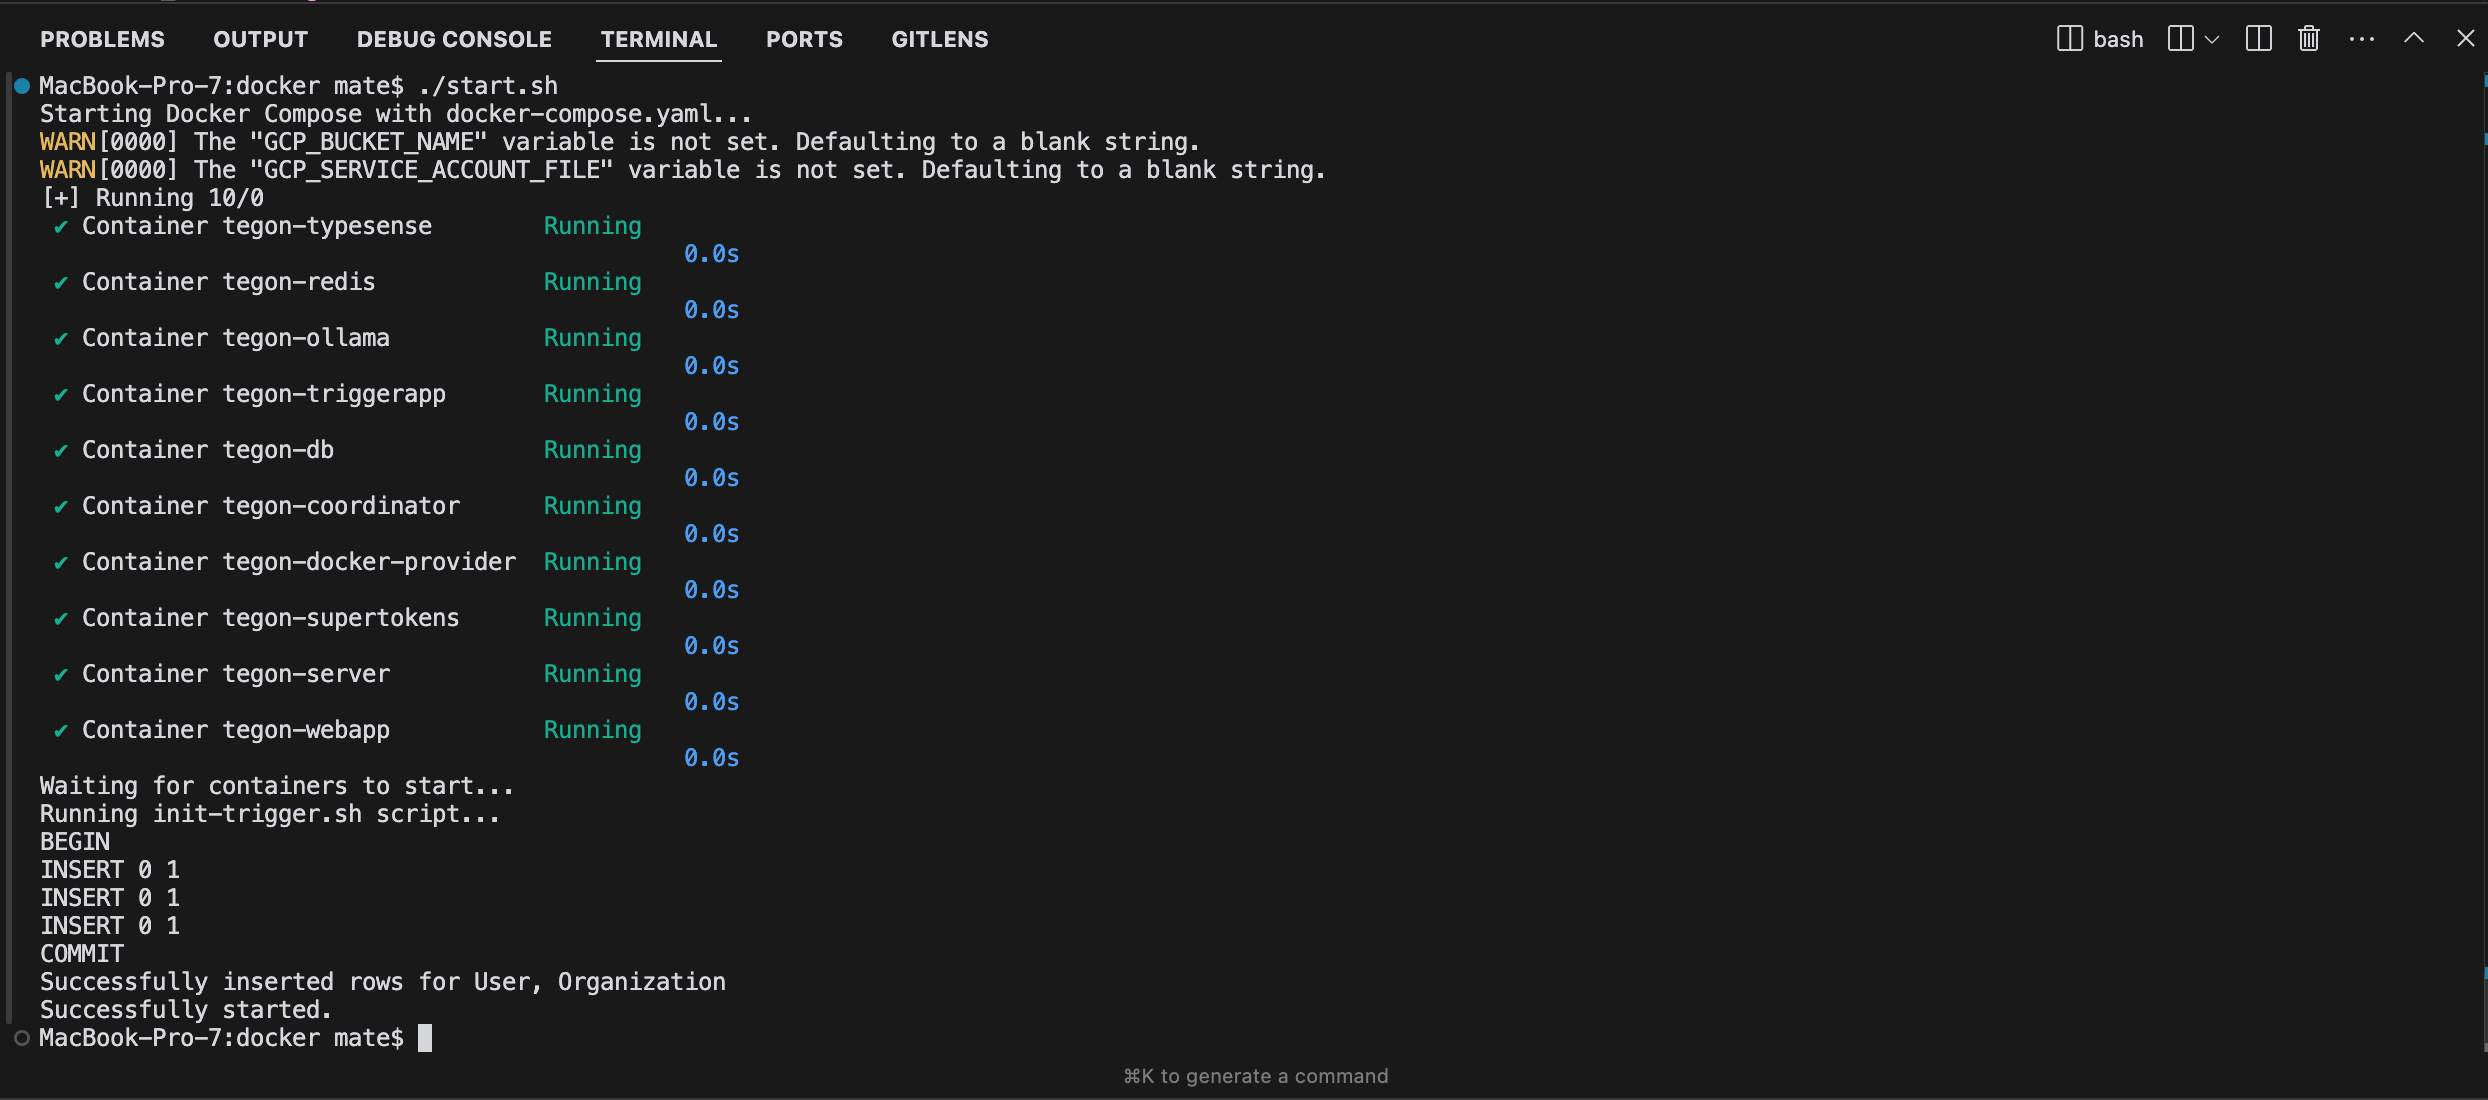 PROBLEMS OUTPUT DEBUG CONSOLE TERMINAL PORTS GITLENS bash
MacBook-Pro-7:docker mate$ ./start.sh
Starting Docker Compose with docker-compose.yaml...
WARN[0000] The "GCP_BUCKET_NAME" variable is not set. Defaulting to a blank string.
WARN[0000] The "GCP_SERVICE_ACCOUNT_FILE" variable is not set. Defaulting to a blank string.
[+] Running 10/0
✔ Container tegon-typesense Running
0.0s
✔ Container tegon-redis Running
0.0s
✔ Container tegon-ollama Running
0.0s
✔ Container tegon-triggerapp Running
0.0s
✔ Container tegon-db Running
0.0s
✔ Container tegon-coordinator Running
0.0s
✔ Container tegon-docker-provider Running
0.0s
✔ Container tegon-supertokens Running
0.0s
✔ Container tegon-server Running
0.0s
✔ Container tegon-webapp Running
0.0s
Waiting for containers to start...
Running init-trigger.sh script...
BEGIN
INSERT 0 1
INSERT 0 1
INSERT 0 1
COMMIT
Successfully inserted rows for User, Organization
Successfully started.
MacBook-Pro-7:docker mate$
⌘K to generate a command